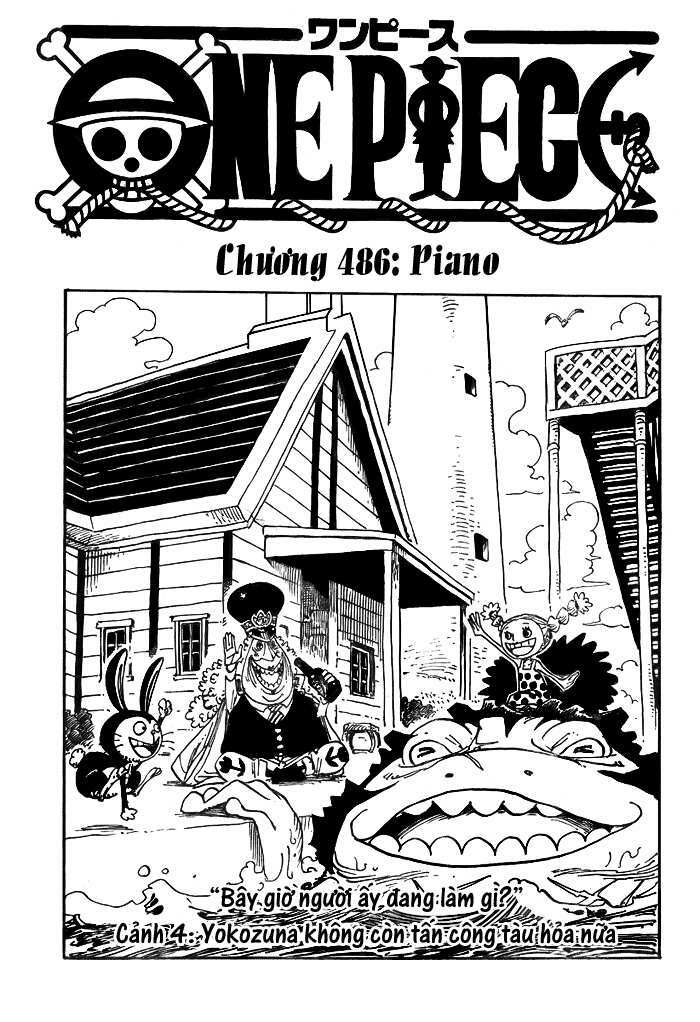 ワンピース
ONE PIECE
Chương 486: Piano
“Bây giờ người ấy đang làm gì?”
Cảnh 4: Yokozuna không còn tấn công tàu hỏa nữa